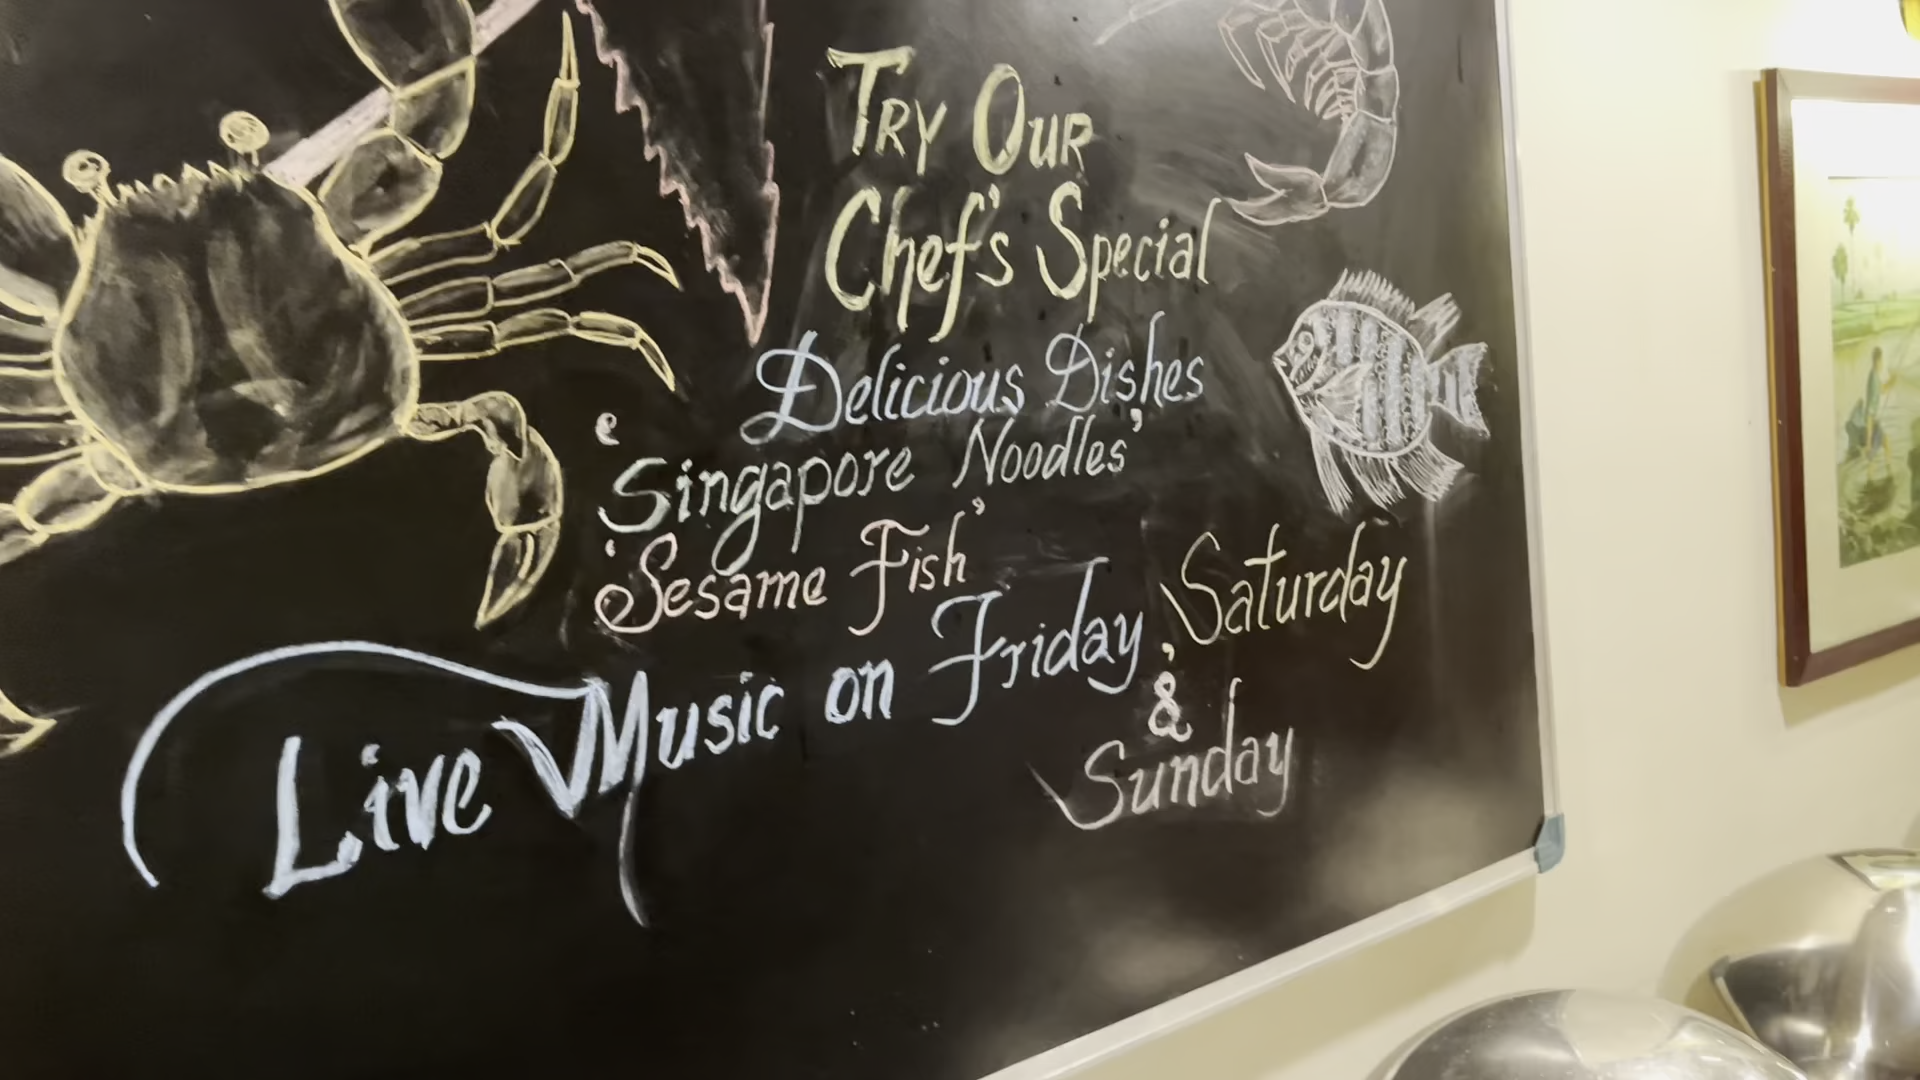 Try Our
Chef's Special
Delicious Dishes
'Singapore Noodles'
'Sesame Fish'
Live Music on Friday, Saturday
&
Sunday